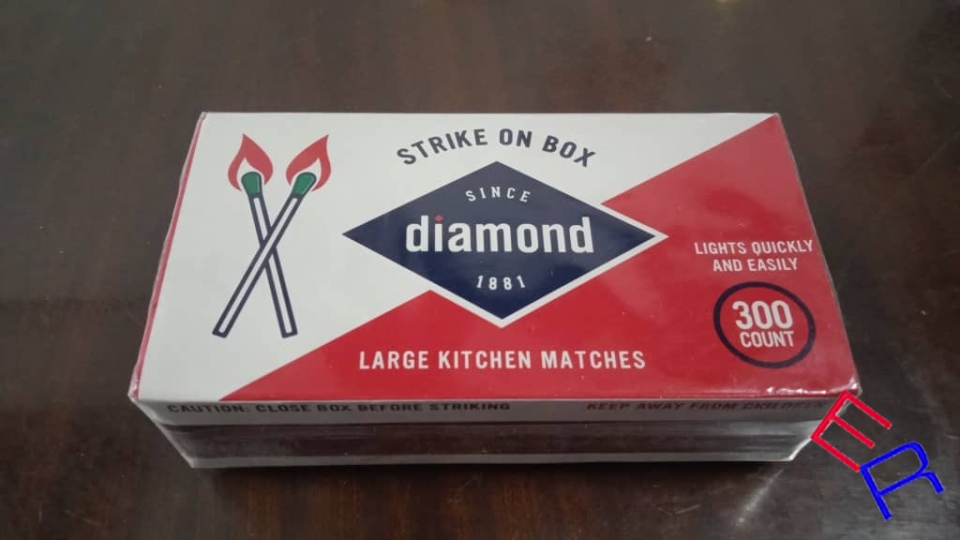 STRIKE ON BOX
SINCE
diamond
1881
LIGHTS QUICKLY
AND EASILY
300
COUNT
LARGE KITCHEN MATCHES
CAUTION: CLOSE BOX BEFORE STRIKING
KEEP AWAY FROM CHILDREN
ER